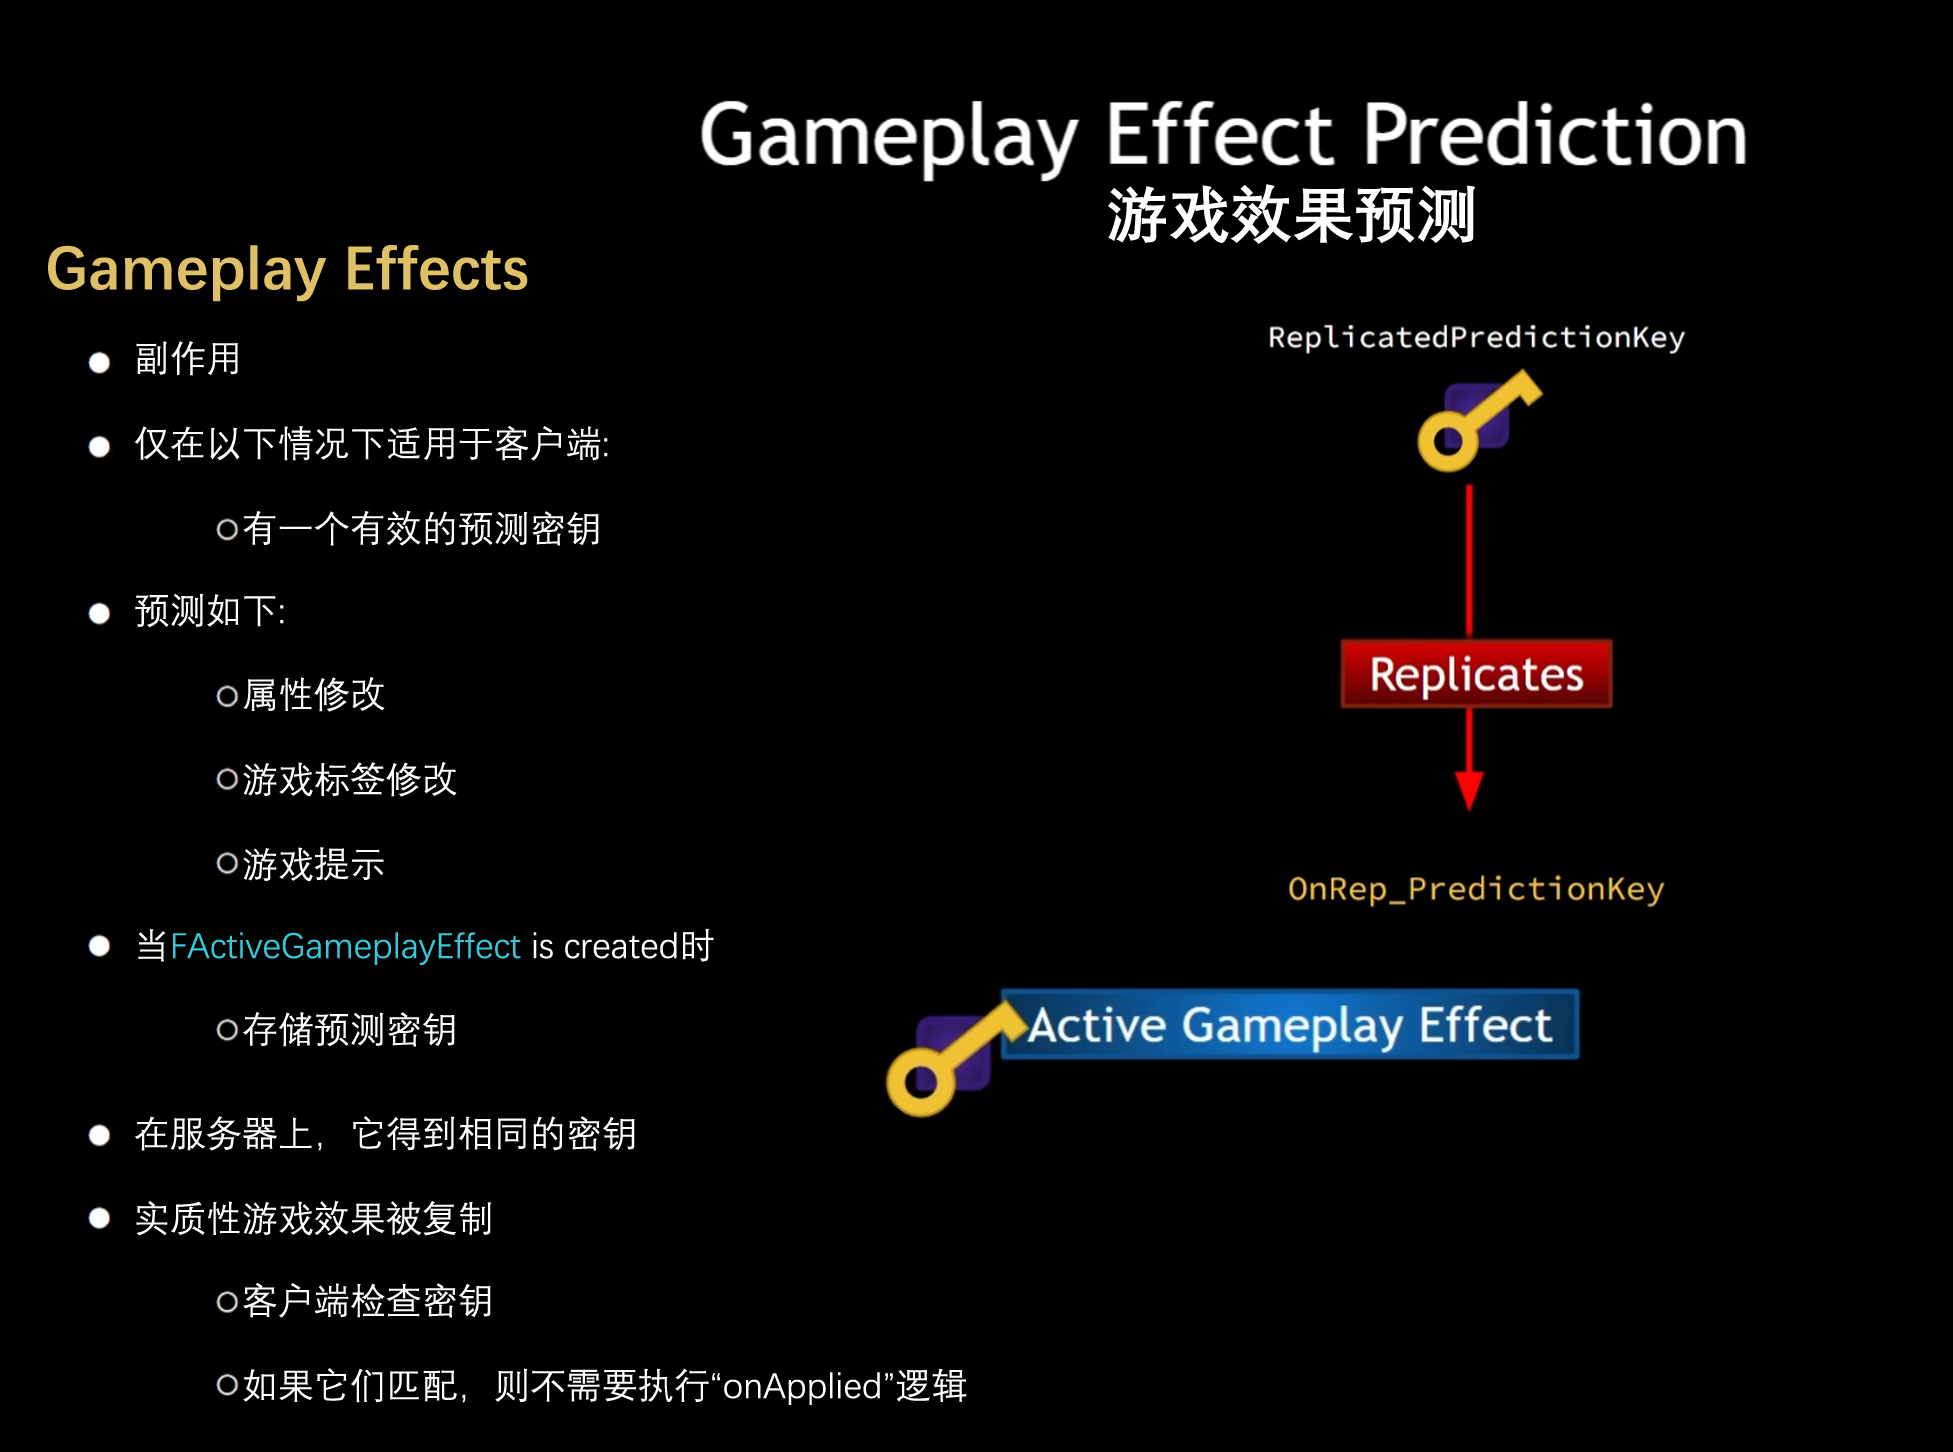 Gameplay Effect Prediction
游戏效果预测
Gameplay Effects
副作用
仅在以下情况下适用于客户端:
有一个有效的预测密钥
预测如下:
属性修改
游戏标签修改
游戏提示
当FActiveGameplayEffect is created时
存储预测密钥
在服务器上，它得到相同的密钥
实质性游戏效果被复制
客户端检查密钥
如果它们匹配，则不需要执行“onApplied”逻辑
ReplicatedPredictionKey
Replicates
OnRep_PredictionKey
Active Gameplay Effect